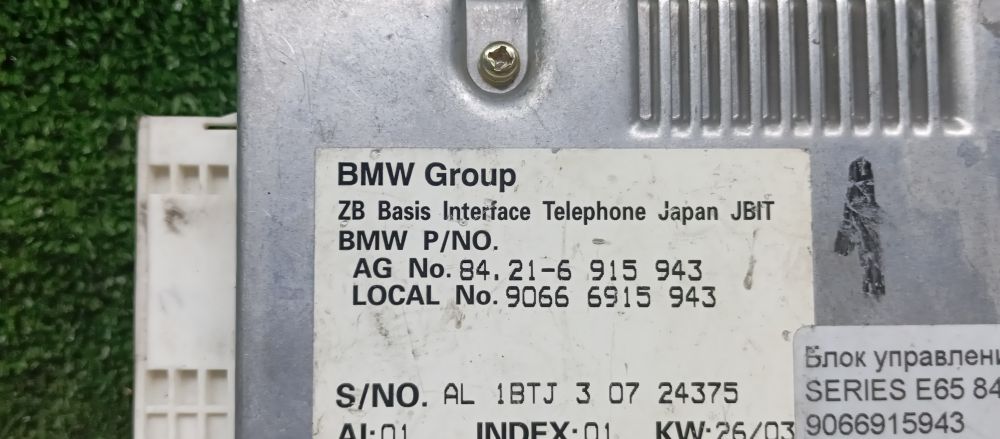 BMW Group
ZB Basis Interface Telephone Japan JBIT
BMW P/NO.
AG No. 84.21-6 915 943
LOCAL No. 9066 6915 943
S/NO. AL 1BTJ 3 07 24375
AI:01 INDEX:01 KW:26/03
Блок управлени
SERIES E65 84
9066915943